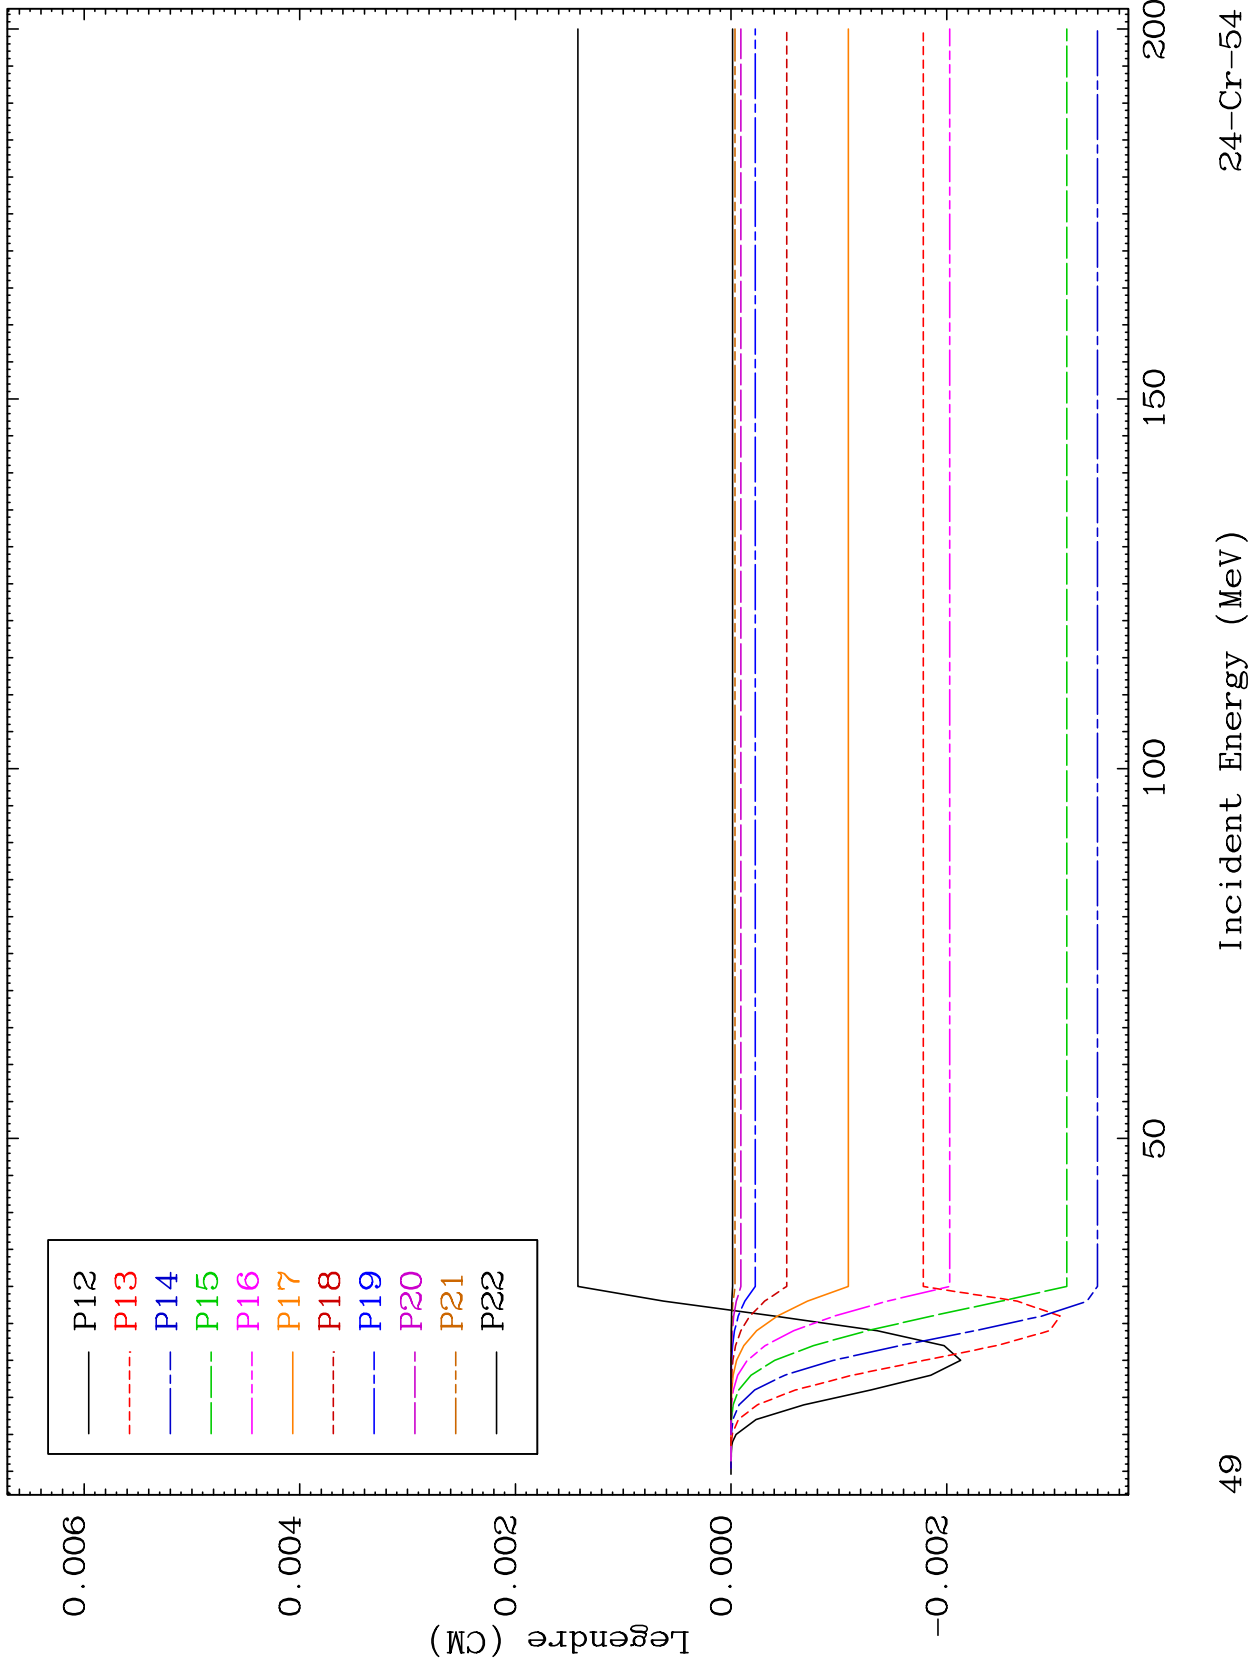 P12
P13
P14
P15
P16
P17
P18
P19
P20
P21
P22
0.006
0.004
0.002
0.000
-0.002
Legendre (CM)
50
100
150
200
Incident Energy (MeV)
49
24-Cr-54